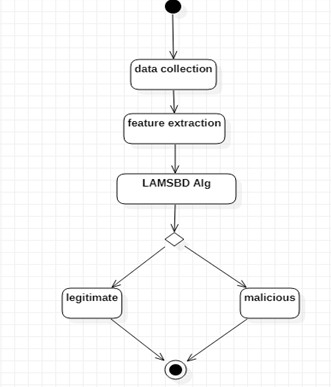 data collection
feature extraction
LAMSBD Alg
legitimate
malicious